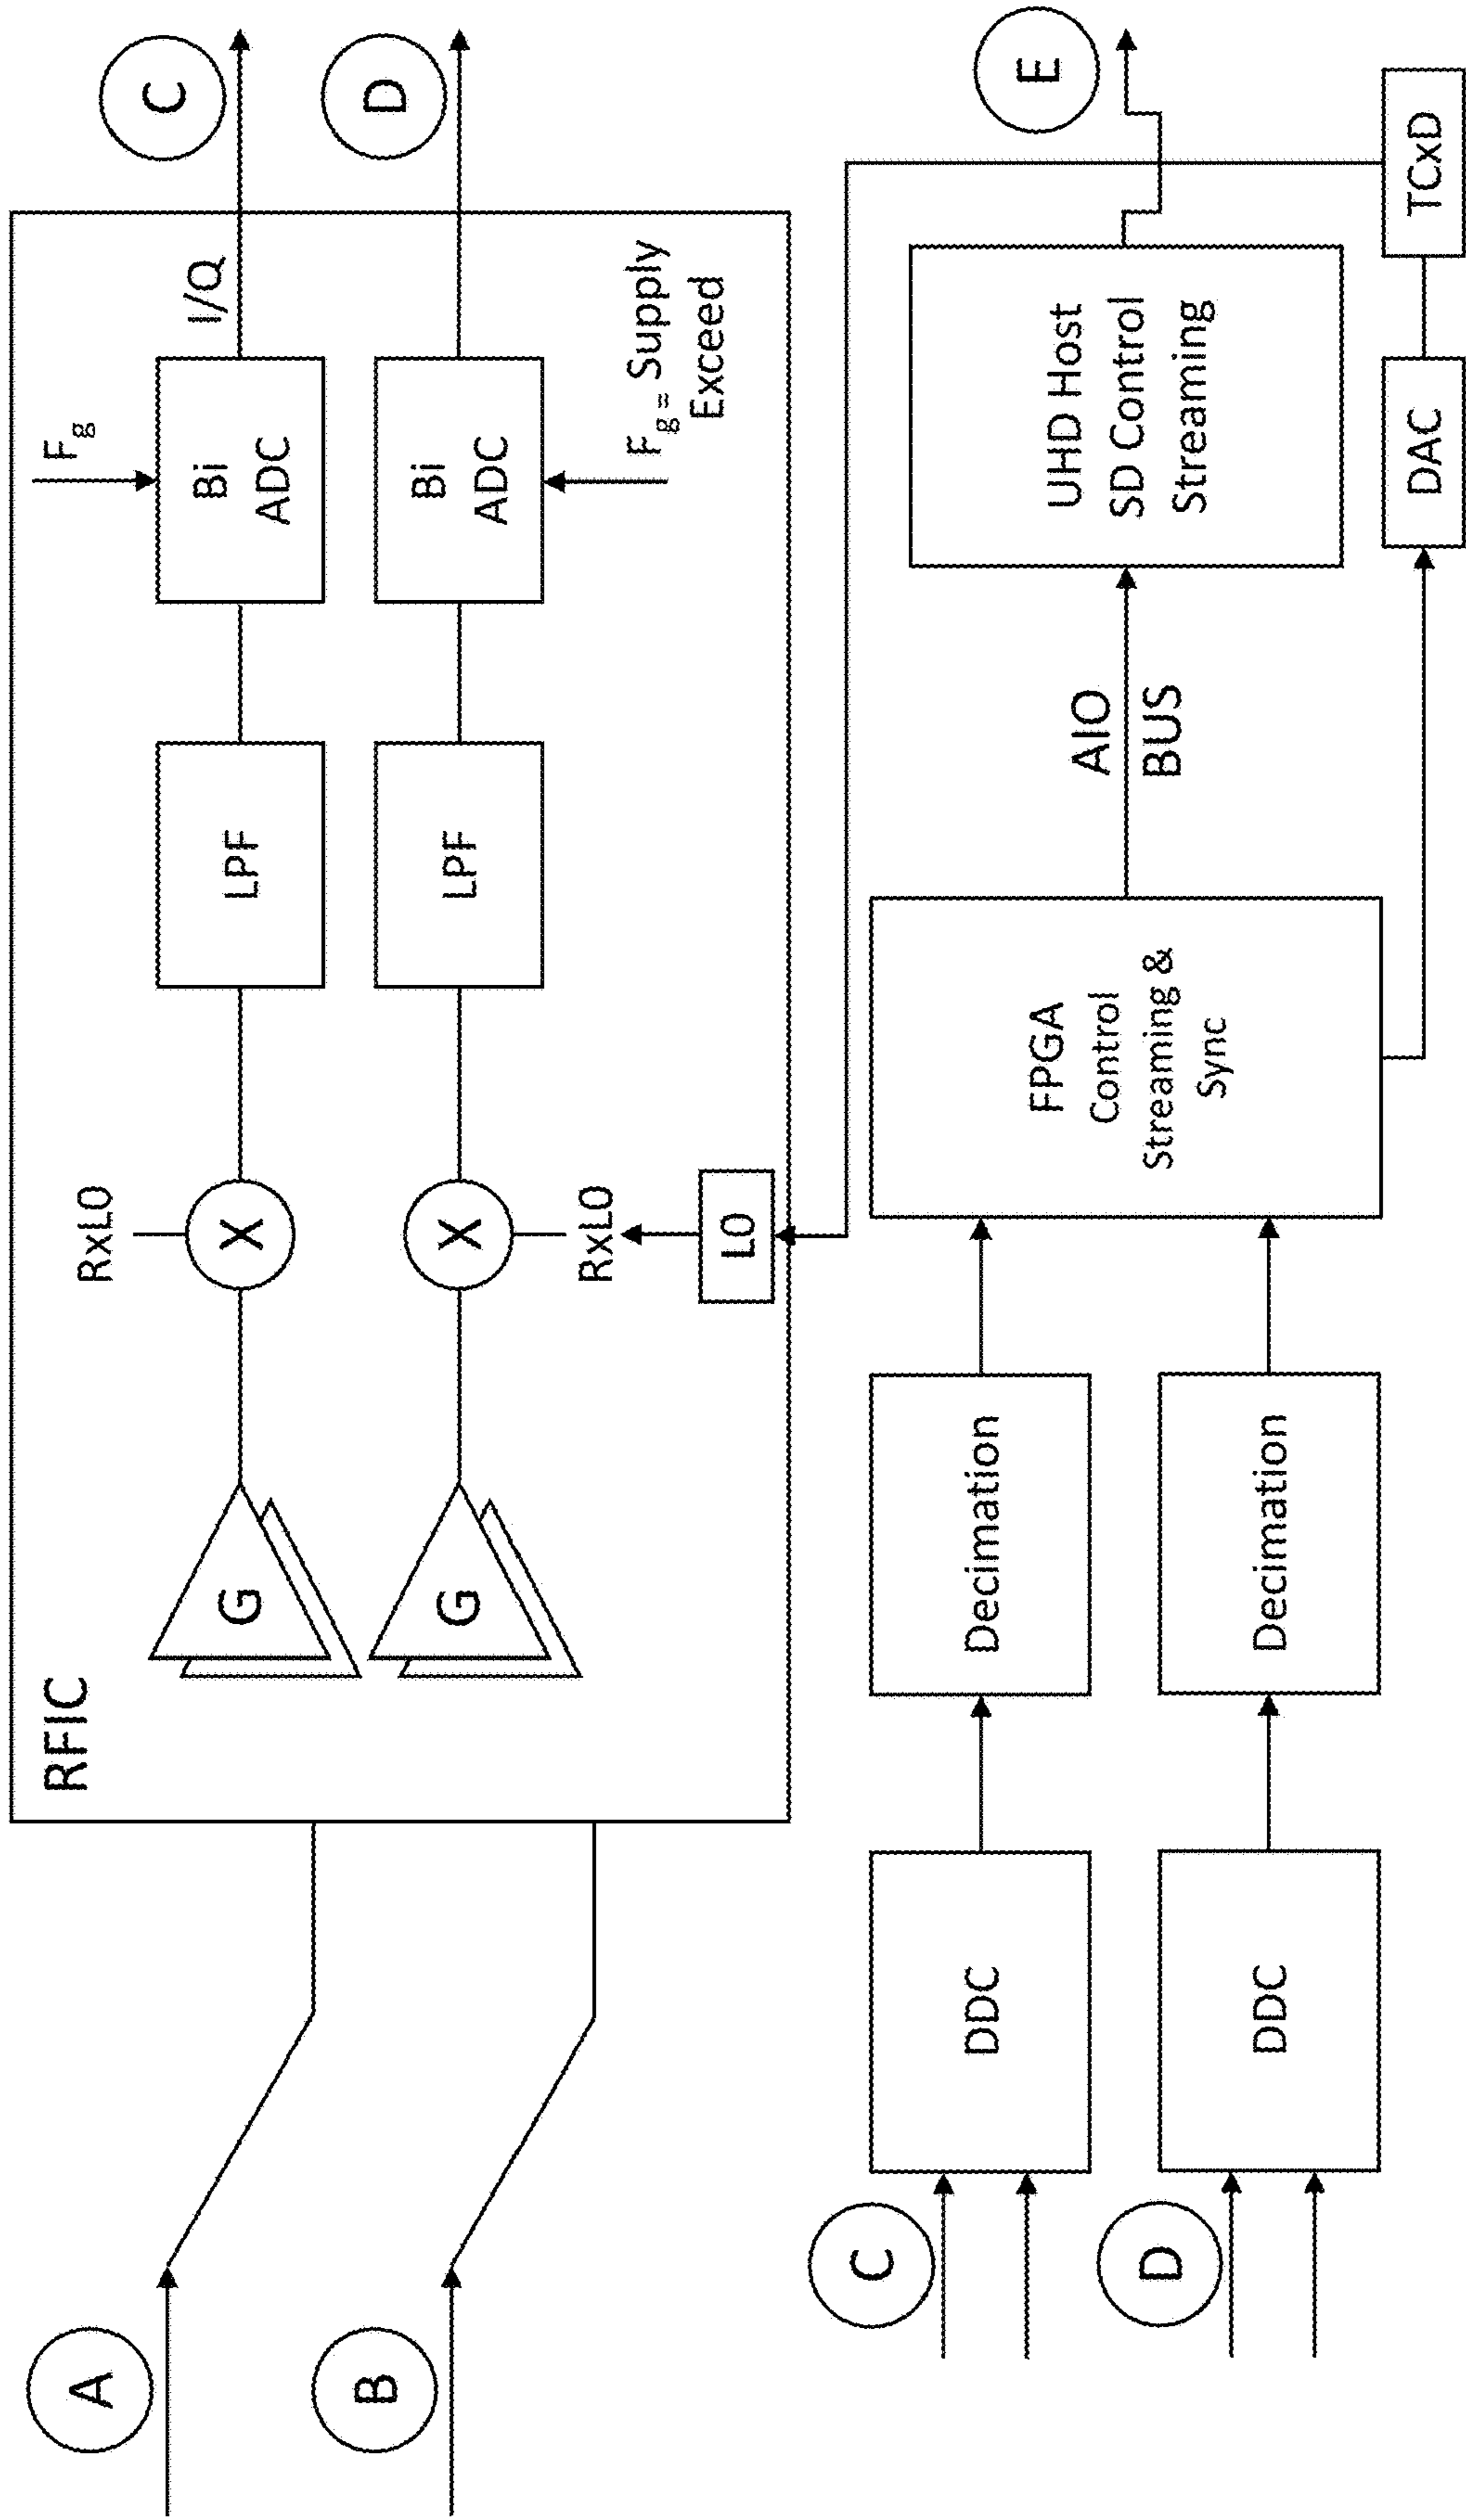 A
B
RFIC
G
G
RxLO
X
X
RxLO
LO
LPF
LPF
Fg
Bi
ADC
Bi
ADC
Fg= Supply
Exceed
I/Q
C
D
C
D
DDC
DDC
Decimation
Decimation
FPGA
Control
Streaming &
Sync
AIO
BUS
UHD Host
SD Control
Streaming
DAC
TCxD
E